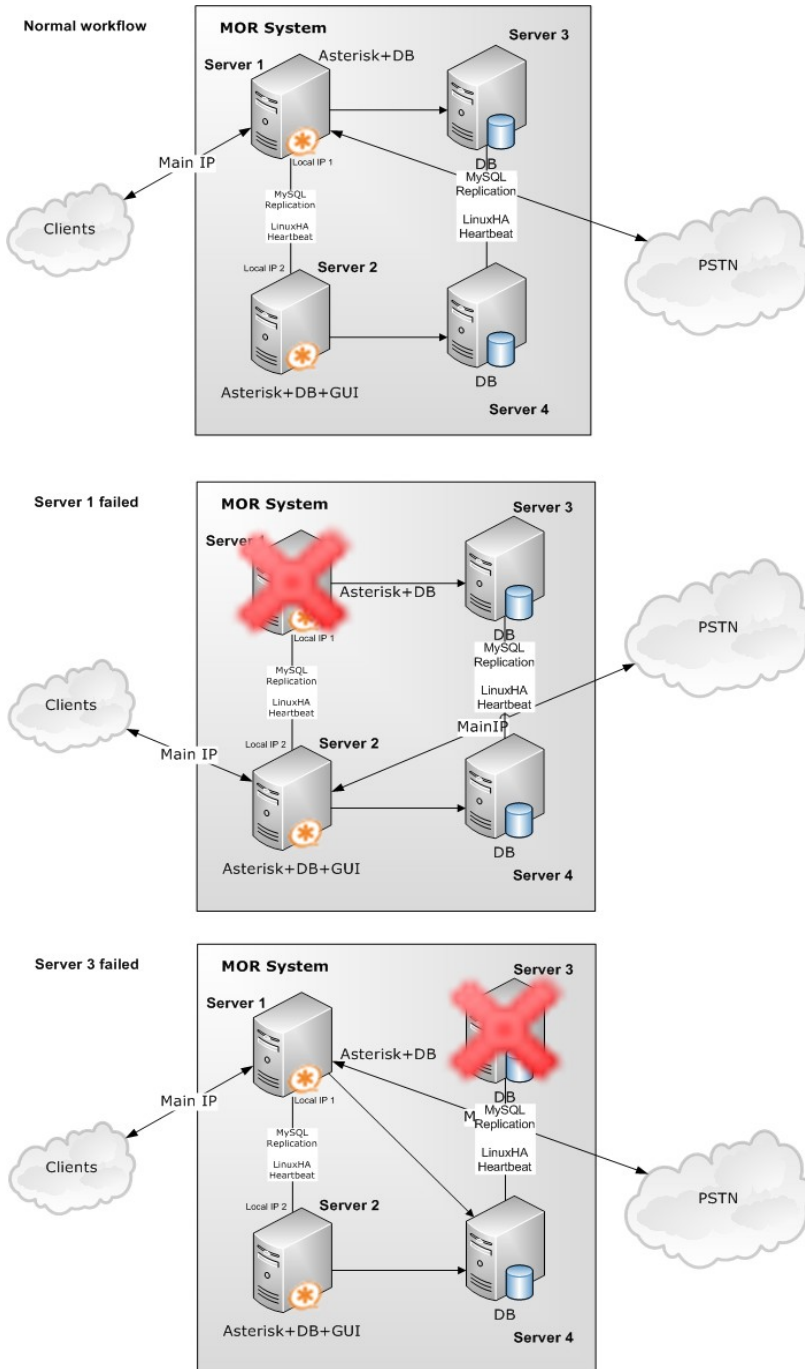 Normal workflow
MOR System
Server 1
Asterisk+DB
Server 3
Main IP
Local IP 1
DB
MySQL
Replication
LinuxHA
Heartbeat
MySQL
Replication
LinuxHA
Heartbeat
Clients
PSTN
Local IP 2
Server 2
Asterisk+DB+GUI
DB
Server 4
Server 1 failed
MOR System
Server 3
Asterisk+DB
Local IP 1
DB
MySQL
Replication
LinuxHA
Heartbeat
MySQL
Replication
LinuxHA
Heartbeat
PSTN
Clients
Main IP
MainIP
Local IP 2
Server 2
Asterisk+DB+GUI
DB
Server 4
Server 3 failed
MOR System
Server 3
Server 1
Asterisk+DB
Main IP
Local IP 1
DB
MySQL
Replication
LinuxHA
Heartbeat
MySQL
Replication
LinuxHA
Heartbeat
Clients
PSTN
Local IP 2
Server 2
Asterisk+DB+GUI
DB
Server 4